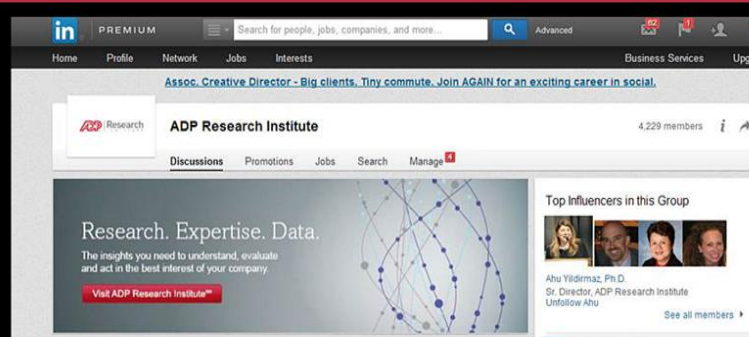 in PREMIUM Search for people, jobs, companies, and more... Advanced 62 1
Home Profile Network Jobs Interests Business Services Upg
Assoc. Creative Director - Big clients. Tiny commute. Join AGAIN for an exciting career in social.
ADP Research ADP Research Institute 4,229 members i
Discussions Promotions Jobs Search Manage 4
Research. Expertise. Data.
The insights you need to understand, evaluate
and act in the best interest of your company.
Visit ADP Research Institute℠
Top Influencers in this Group
Ahu Yildirmaz, Ph.D.
Sr. Director, ADP Research Institute
Unfollow Ahu
See all members